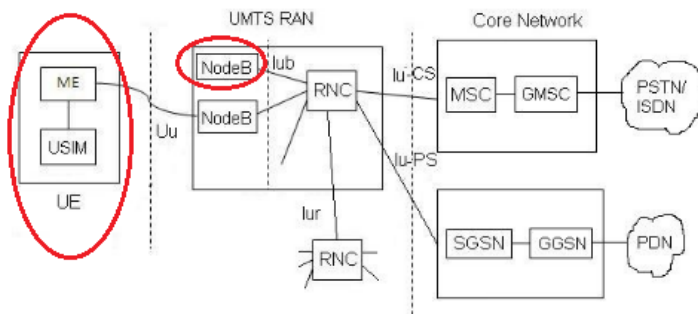 UMTS RAN
Core Network
NodeB
Iub
Iu-CS
ME
RNC
MSC
GMSC
PSTN/
ISDN
NodeB
Uu
USIM
Iu-PS
UE
Iur
RNC
SGSN
GGSN
PDN